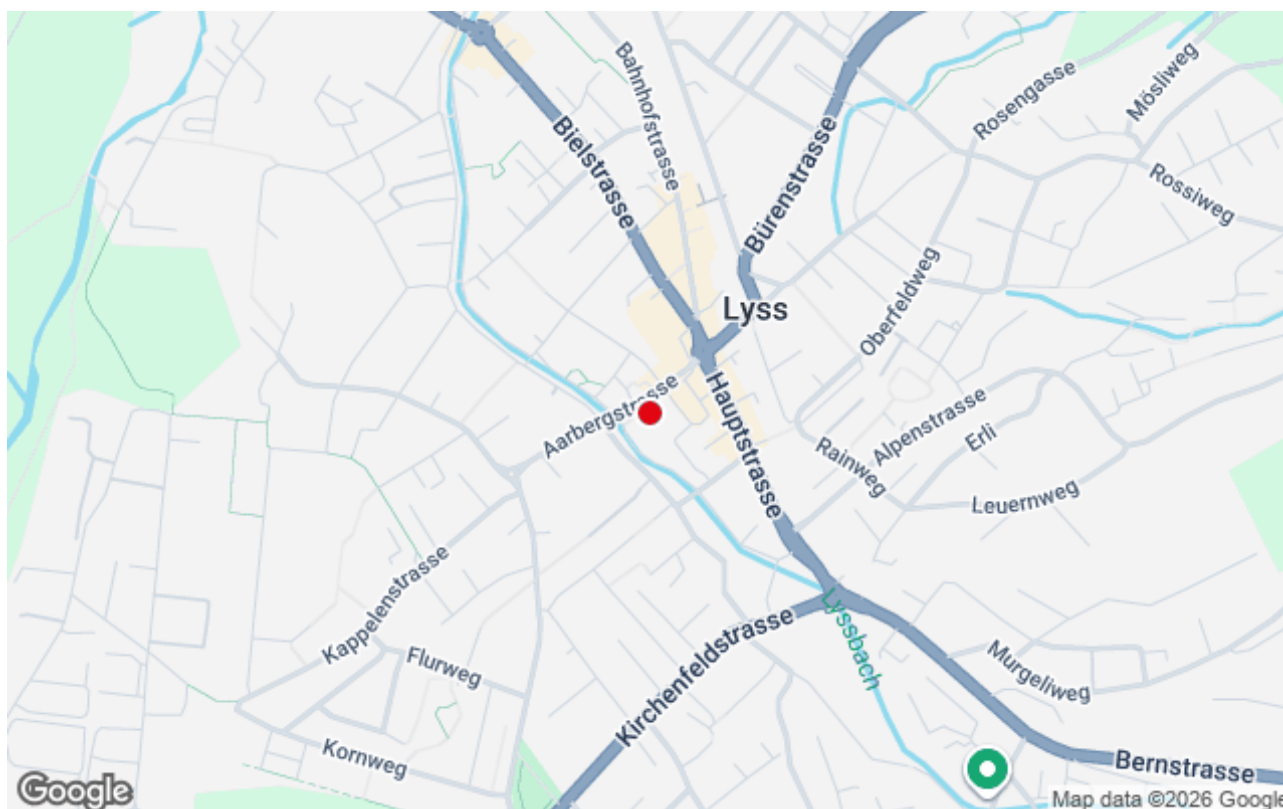 Bahnhofstrasse
Bielstrasse
Bürenstrasse
Rosengasse
Mösliweg
Rossiweg
Lyss
Oberfeldweg
Aarbergstrasse
Hauptstrasse
Rainweg
Alpenstrasse
Erli
Leuernweg
Kappelenstrasse
Flurweg
Kornweg
Kirchenfeldstrasse
Lyssbach
Murgeliweg
Bernstrasse
Google
Map data ©2026 Google